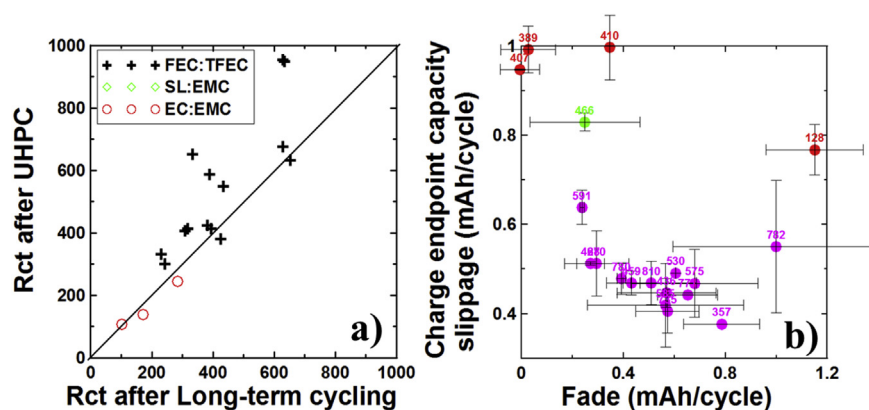 1000
800
600
400
200
0
0 200 400 600 800 1000
Rct after UHPC
Rct after Long-term cycling
FEC:TFEC
SL:EMC
EC:EMC
a)
1
0.8
0.6
0.4
0 0.4 0.8 1.2
Charge endpoint capacity
slippage (mAh/cycle)
Fade (mAh/cycle)
389
410
407
466
128
591
782
780
810
530
575
357
b)